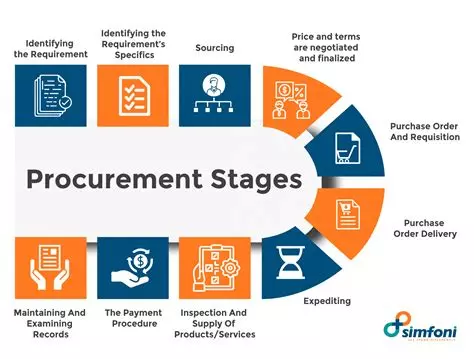 Identifying
the Requirement
Identifying the
Requirement's
Specifics
Sourcing
Price and terms
are negotiated
and finalized
Purchase Order
And Requisition
Procurement Stages
Purchase
Order Delivery
Expediting
Inspection And
Supply Of
Products/Services
The Payment
Procedure
Maintaining And
Examining
Records
simfoni